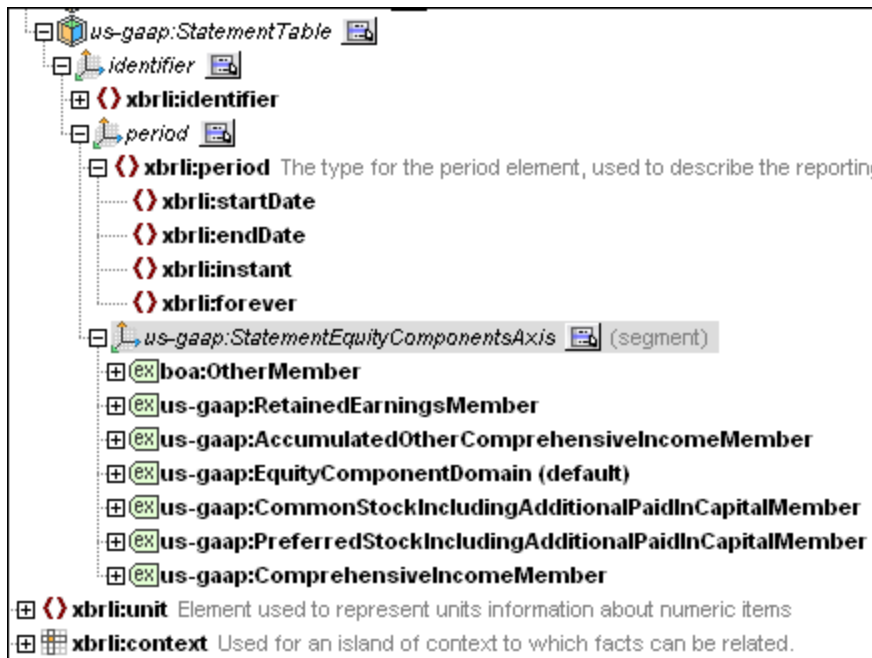 us-gaap:StatementTable
identifier
xbrli:identifier
period
xbrli:period The type for the period element, used to describe the reporting
xbrli:startDate
xbrli:endDate
xbrli:instant
xbrli:forever
us-gaap:StatementEquityComponentsAxis (segment)
ex boa:OtherMember
ex us-gaap:RetainedEarningsMember
ex us-gaap:AccumulatedOtherComprehensiveIncomeMember
ex us-gaap:EquityComponentDomain (default)
ex us-gaap:CommonStockIncludingAdditionalPaidInCapitalMember
ex us-gaap:PreferredStockIncludingAdditionalPaidInCapitalMember
ex us-gaap:ComprehensiveIncomeMember
xbrli:unit Element used to represent units information about numeric items
xbrli:context Used for an island of context to which facts can be related.